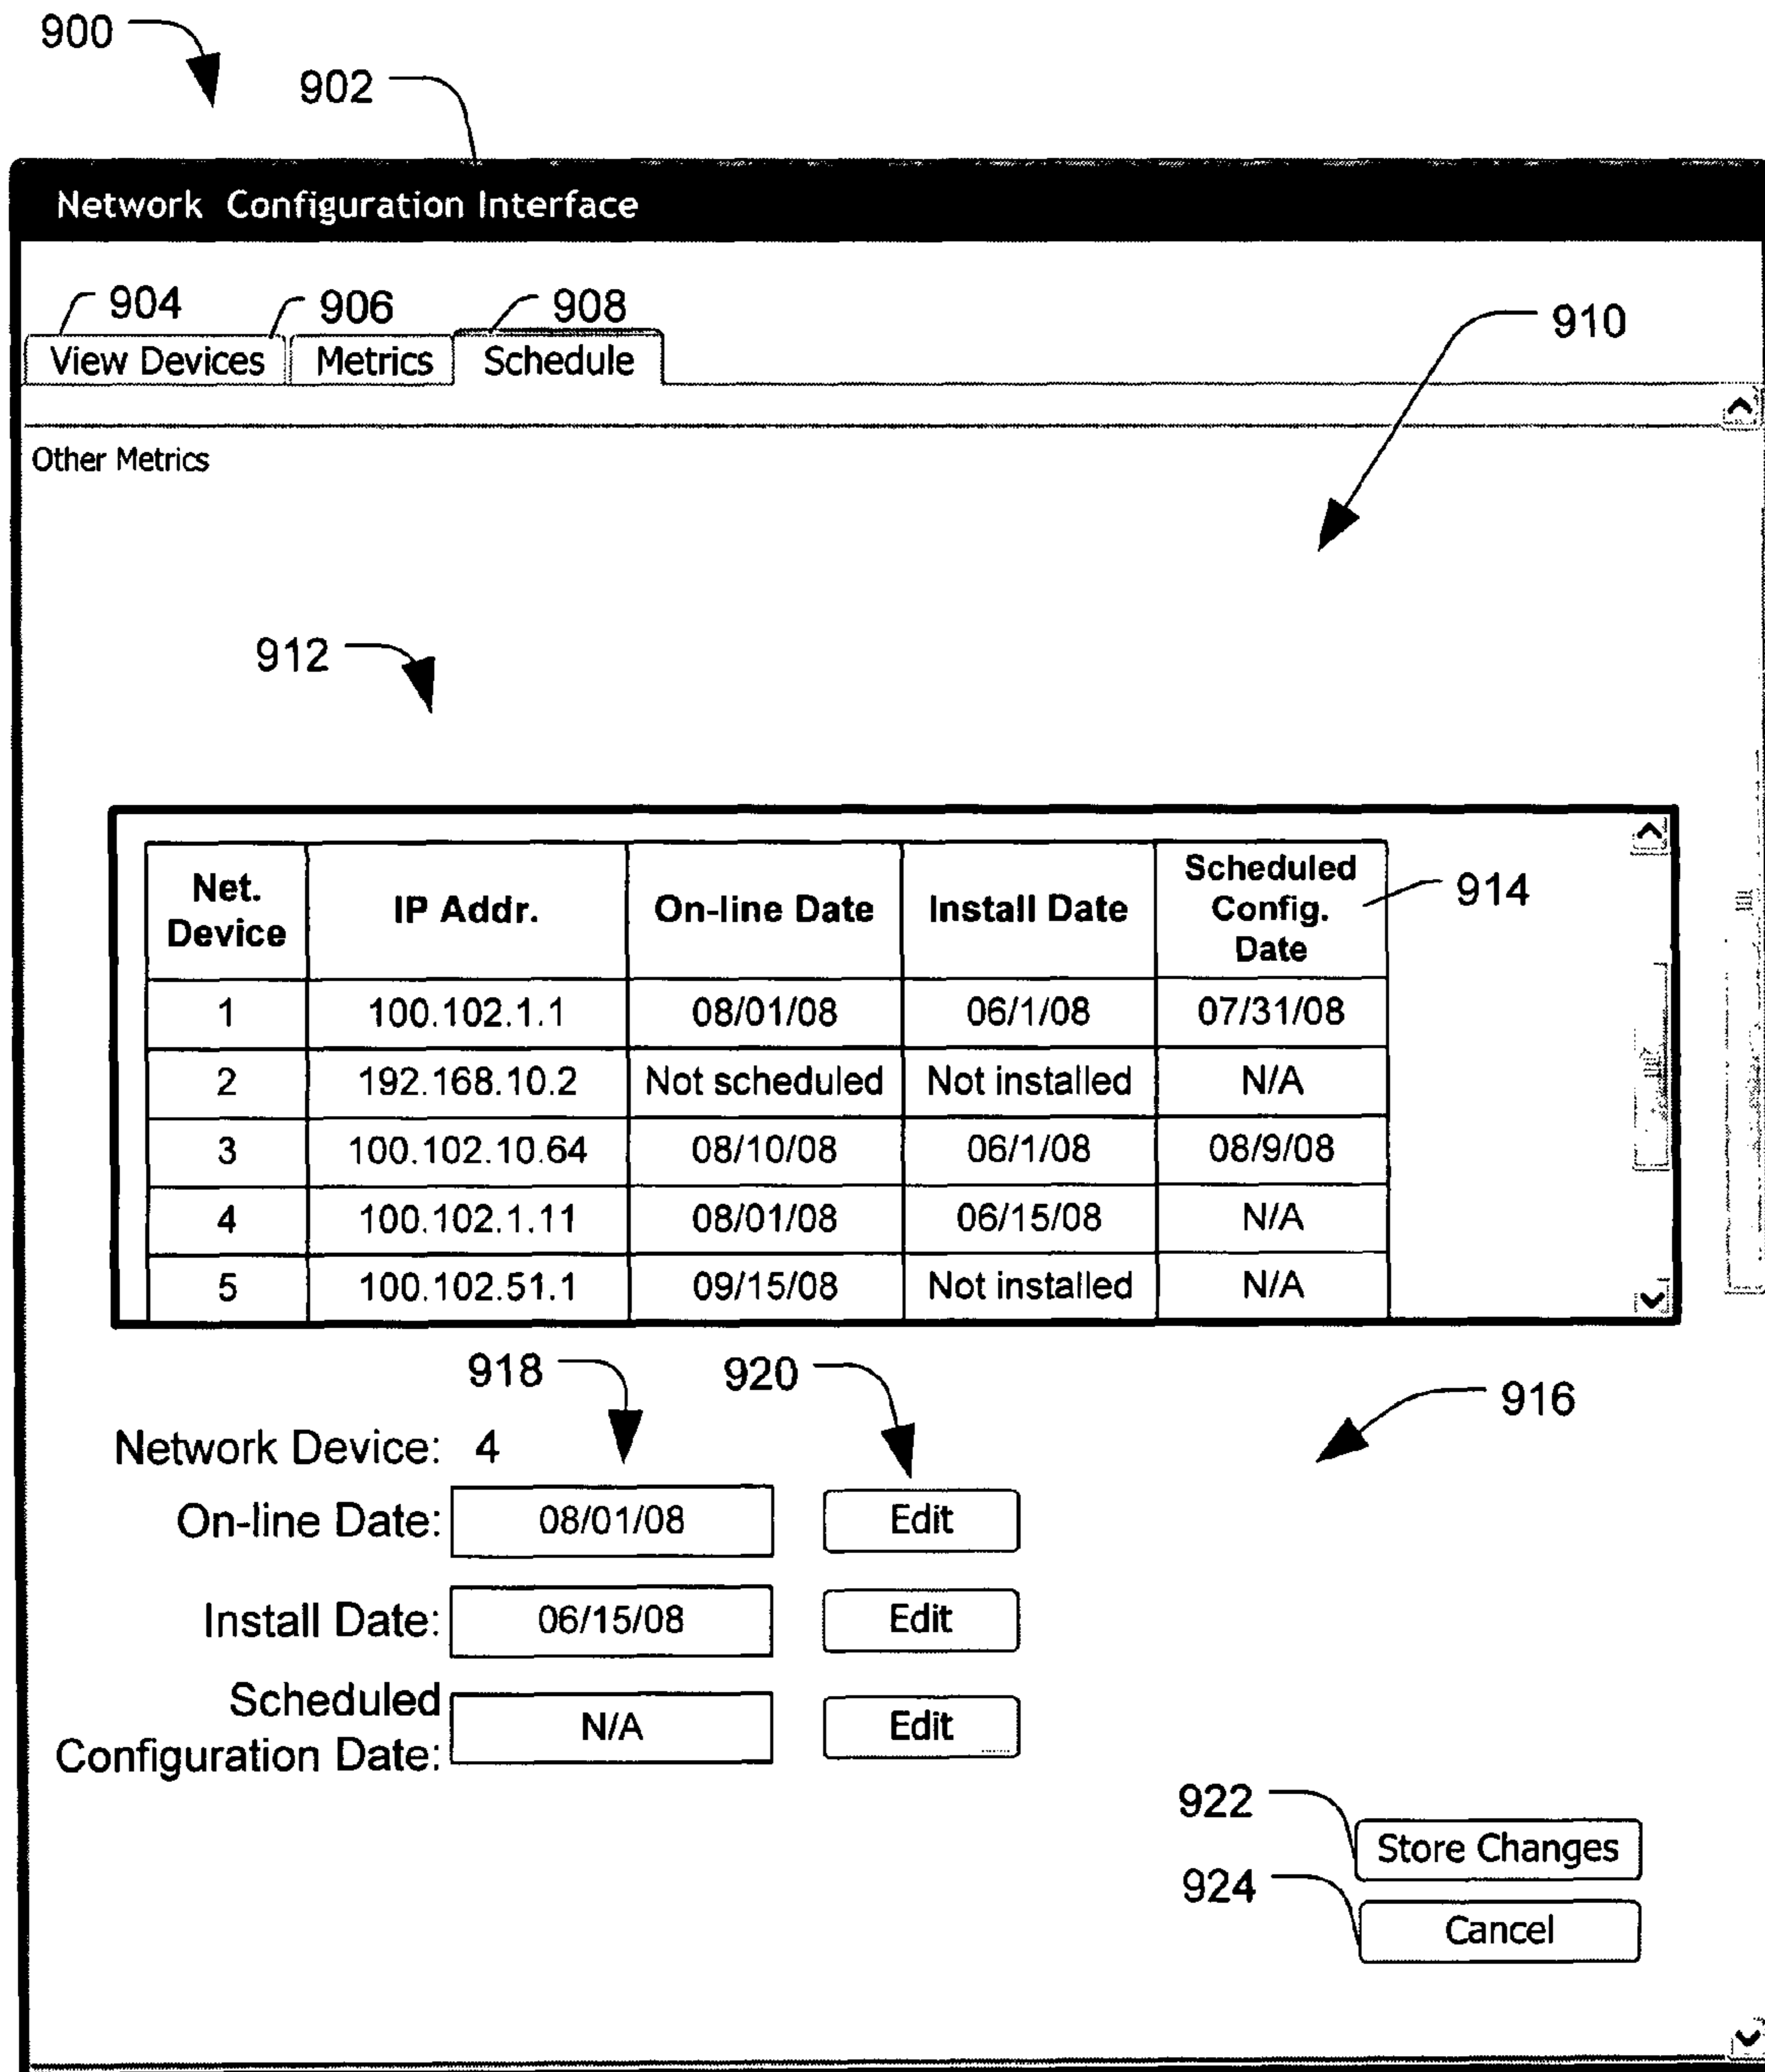 900
902
Network Configuration Interface
904 906 908 910
View Devices Metrics Schedule
Other Metrics
912
Net. Device IP Addr. On-line Date Install Date Scheduled Config. Date 914
1 100.102.1.1 08/01/08 06/1/08 07/31/08
2 192.168.10.2 Not scheduled Not installed N/A
3 100.102.10.64 08/10/08 06/1/08 08/9/08
4 100.102.1.11 08/01/08 06/15/08 N/A
5 100.102.51.1 09/15/08 Not installed N/A
918 920 916
Network Device: 4
On-line Date: 08/01/08 Edit
Install Date: 06/15/08 Edit
Scheduled
Configuration Date: N/A Edit
922
Store Changes
924
Cancel